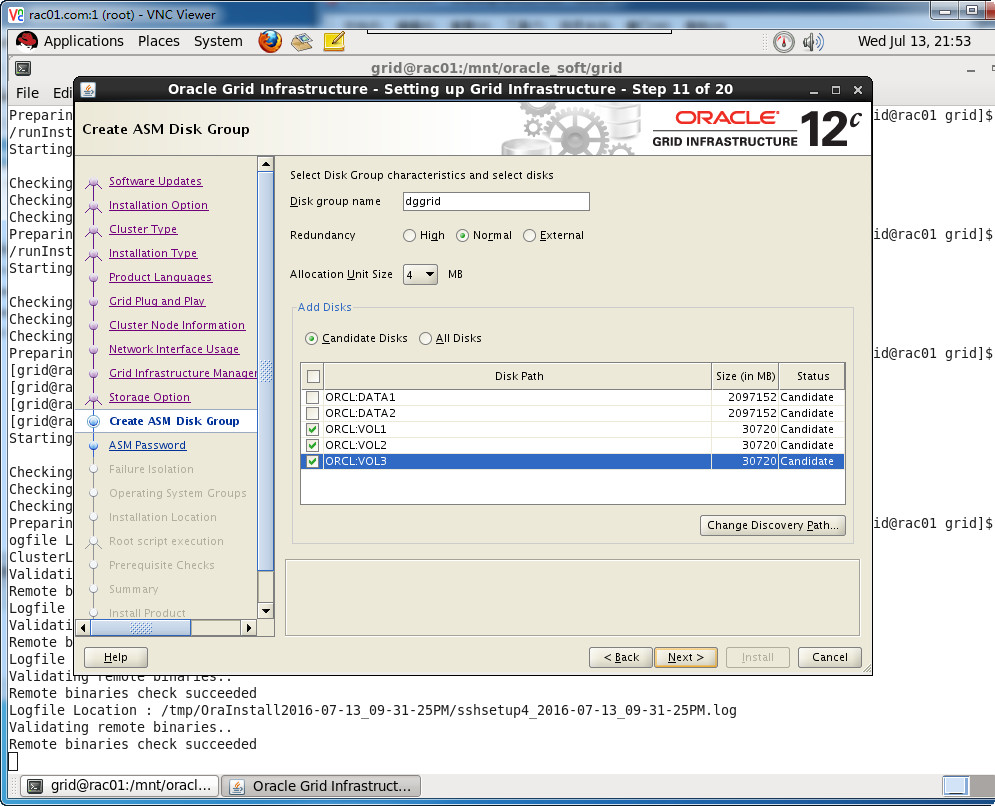 rac01.com:1 (root) - VNC Viewer
Applications Places System
Wed Jul 13, 21:53
grid@rac01:/mnt/oracle_soft/grid
File Edi
Oracle Grid Infrastructure - Setting up Grid Infrastructure - Step 11 of 20
Create ASM Disk Group
ORACLE
GRID INFRASTRUCTURE
12c
Software Updates
Installation Option
Cluster Type
Installation Type
Product Languages
Grid Plug and Play
Cluster Node Information
Network Interface Usage
Grid Infrastructure Manager
Storage Option
Create ASM Disk Group
ASM Password
Failure Isolation
Operating System Groups
Installation Location
Root script execution
Prerequisite Checks
Summary
Install Product
Select Disk Group characteristics and select disks
Disk group name dggrid
Redundancy High Normal External
Allocation Unit Size 4 MB
Add Disks
Candidate Disks All Disks
Disk Path Size (in MB) Status
ORCL:DATA1 2097152 Candidate
ORCL:DATA2 2097152 Candidate
ORCL:VOL1 30720 Candidate
ORCL:VOL2 30720 Candidate
ORCL:VOL3 30720 Candidate
Change Discovery Path...
Help < Back Next > Install Cancel
Preparin id@rac01 grid]$
/runInst
Starting
Checking
Checking
Checking
Preparin id@rac01 grid]$
/runInst
Starting
Checking
Checking
Checking
Preparin id@rac01 grid]$
[grid@ra
[grid@ra
[grid@ra
[grid@ra
Starting
Checking
Checking
Checking
Preparin id@rac01 grid]$
ogfile L
ClusterL
Validati
Remote b
Logfile
Validati
Remote b
Logfile
Validating remote binaries..
Remote binaries check succeeded
Logfile Location : /tmp/OraInstall2016-07-13_09-31-25PM/sshsetup4_2016-07-13_09-31-25PM.log
Validating remote binaries..
Remote binaries check succeeded
grid@rac01:/mnt/oracl... Oracle Grid Infrastruct...